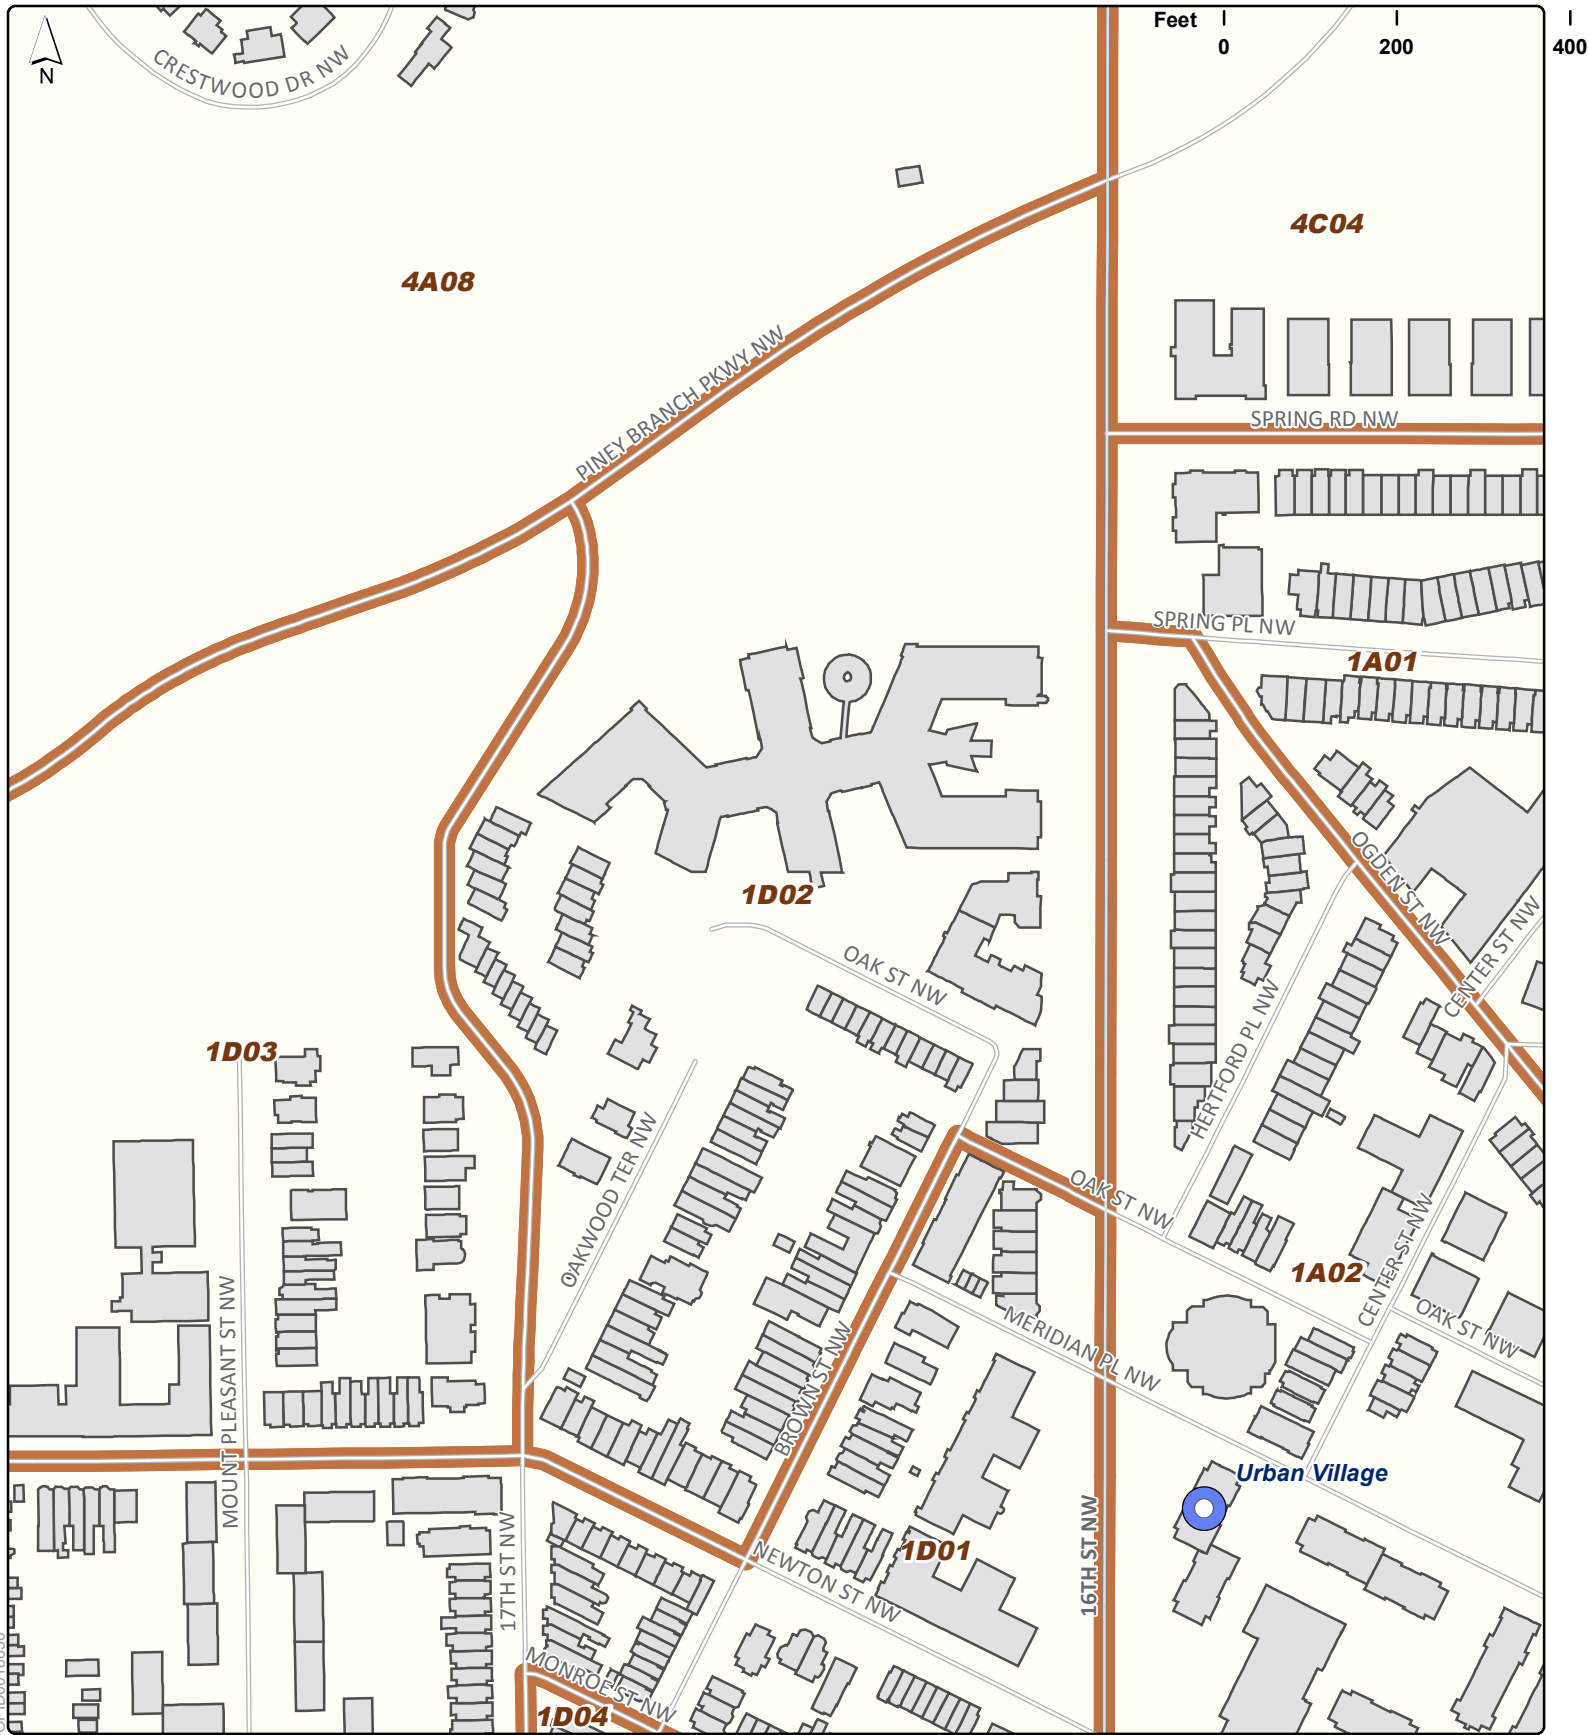 Feet
0 200 400
N
CRESTWOOD DR NW
4C04
4A08
PINEY BRANCH PKWY NW
SPRING RD NW
SPRING PL NW
1A01
OGDEN ST NW
1D02
CENTER ST NW
OAK ST NW
HERTFORD PL NW
1D03
OAKWOOD TER NW
OAK ST NW
1A02
CENTER ST NW
MOUNT PLEASANT ST NW
MERIDIAN PL NW
OAK ST NW
BROWN ST NW
Urban Village
16TH ST NW
1D01
NEWTON ST NW
17TH ST NW
MONROE ST NW
1D04